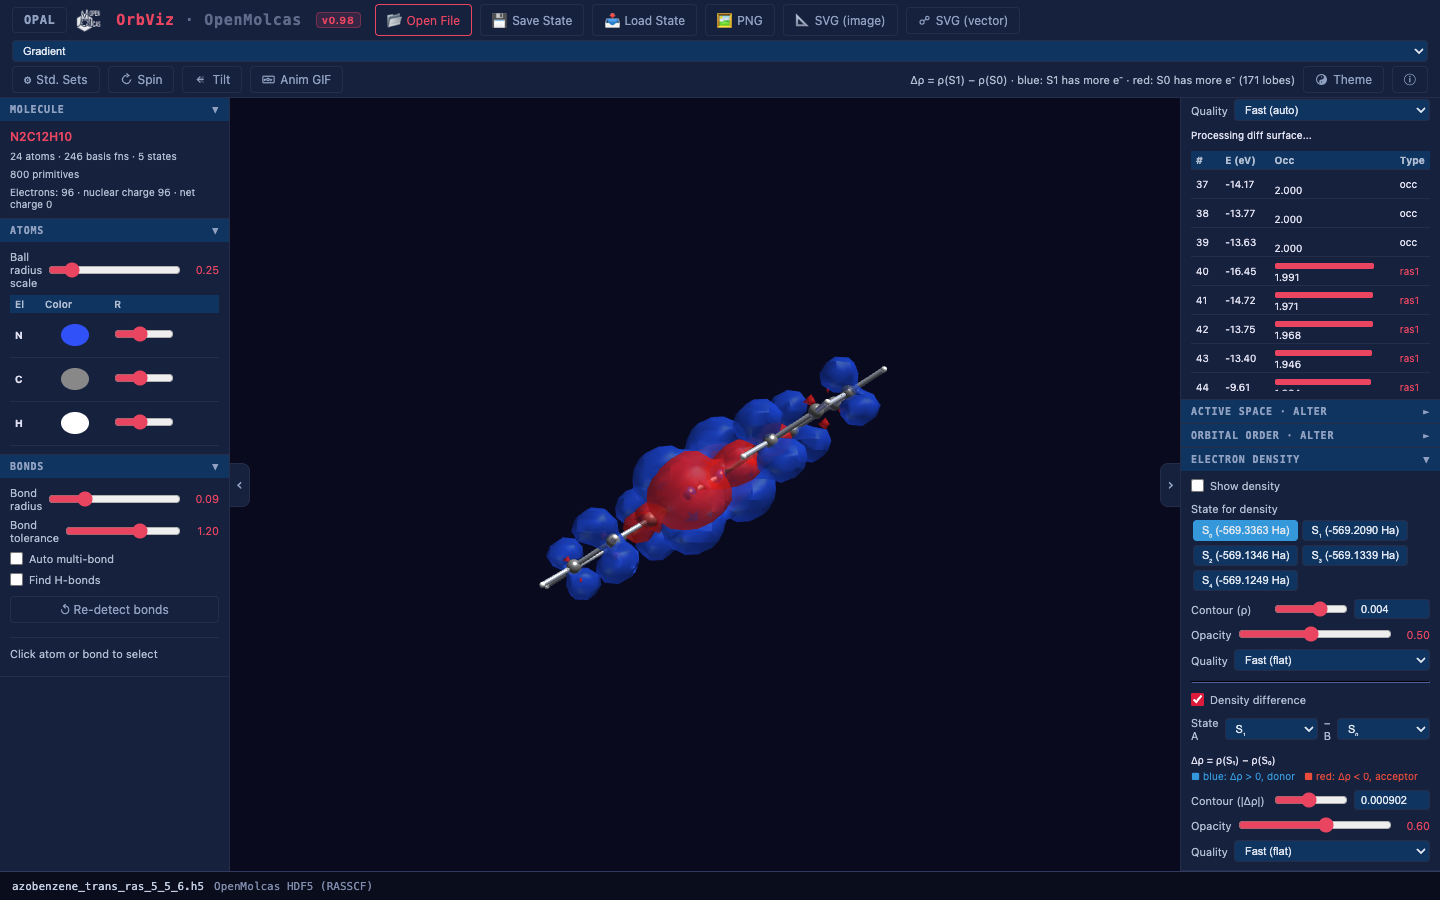 OPAL
OrbViz · OpenMolcas v0.98
Open File
Save State
Load State
PNG
SVG (image)
SVG (vector)
Gradient
Std. Sets
Spin
Tilt
Anim GIF
Δρ = ρ(S1) − ρ(S0) · blue: S1 has more e⁻ · red: S0 has more e⁻ (171 lobes)
Theme
MOLECULE
N2C12H10
24 atoms · 246 basis fns · 5 states
800 primitives
Electrons: 96 · nuclear charge 96 · net
charge 0
ATOMS
Ball
radius
scale
0.25
El Color R
N
C
H
BONDS
Bond
radius
0.09
Bond
tolerance
1.20
Auto multi-bond
Find H-bonds
Re-detect bonds
Click atom or bond to select
Quality Fast (auto)
Processing diff surface...
# E (eV) Occ Type
37 -14.17 2.000 occ
38 -13.77 2.000 occ
39 -13.63 2.000 occ
40 -16.45 1.991 ras1
41 -14.72 1.971 ras1
42 -13.75 1.968 ras1
43 -13.40 1.946 ras1
44 -9.61 ras1
ACTIVE SPACE · ALTER
ORBITAL ORDER · ALTER
ELECTRON DENSITY
Show density
State for density
S₀ (-569.3363 Ha) S₁ (-569.2090 Ha)
S₂ (-569.1346 Ha) S₃ (-569.1339 Ha)
S₄ (-569.1249 Ha)
Contour (ρ) 0.004
Opacity 0.50
Quality Fast (flat)
Density difference
State
A
S₁
−
B
S₀
Δρ = ρ(S₁) − ρ(S₀)
blue: Δρ > 0, donor red: Δρ < 0, acceptor
Contour (|Δρ|) 0.000902
Opacity 0.60
Quality Fast (flat)
azobenzene_trans_ras_5_5_6.h5 OpenMolcas HDF5 (RASSCF)